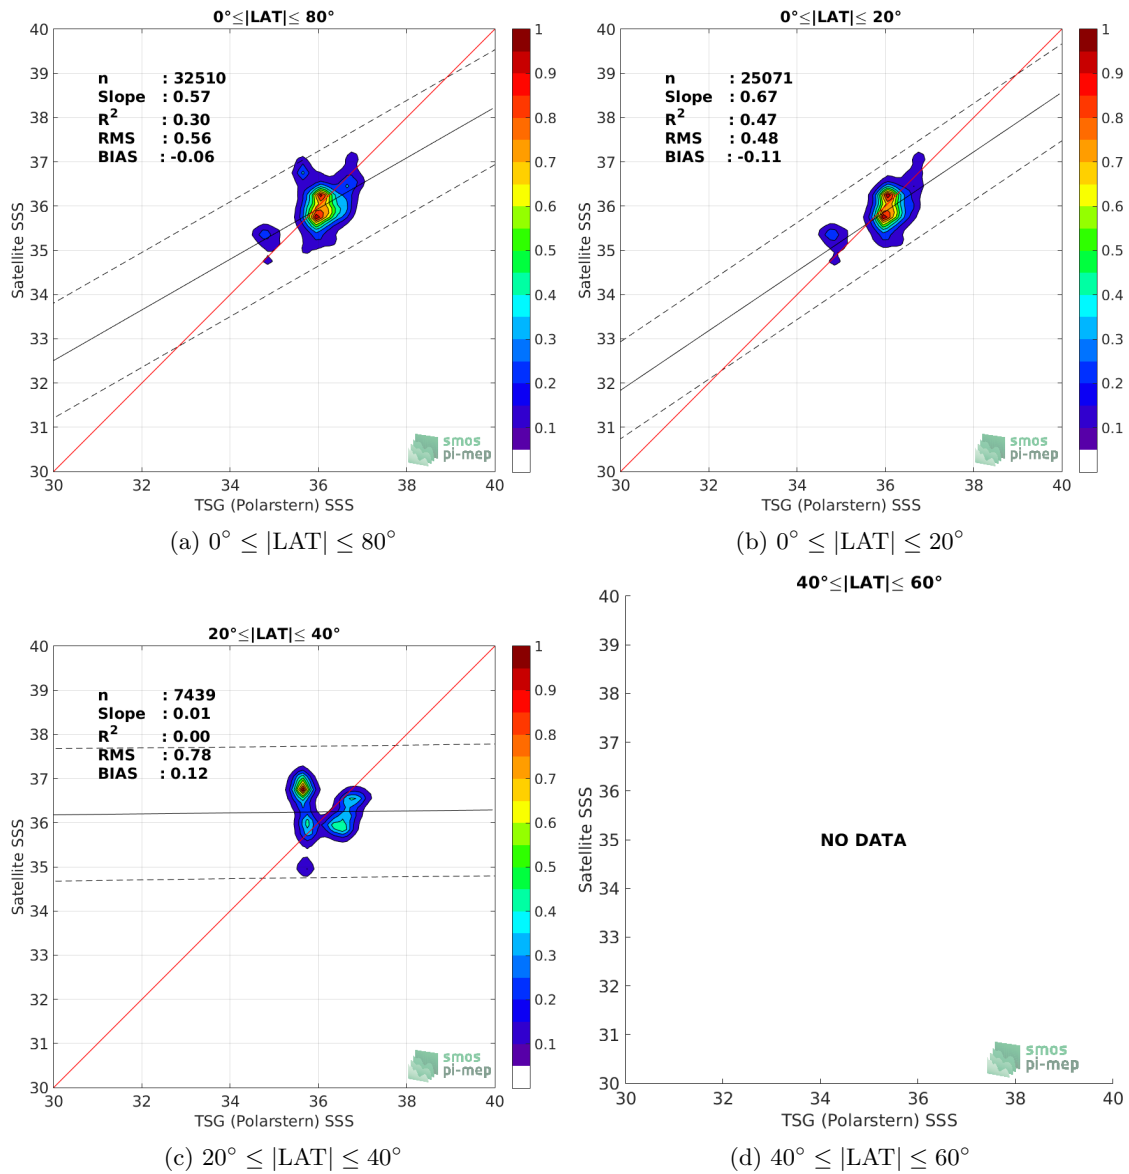 0°≤|LAT|≤ 80°
n : 32510
Slope : 0.57
R2 : 0.30
RMS : 0.56
BIAS : -0.06
Satellite SSS
40
39
38
37
36
35
34
33
32
31
30
30 32 34 36 38 40
TSG (Polarstern) SSS
1
0.9
0.8
0.7
0.6
0.5
0.4
0.3
0.2
0.1
smos
pi-mep
(a) 0° ≤ |LAT| ≤ 80°
0°≤|LAT|≤ 20°
n : 25071
Slope : 0.67
R2 : 0.47
RMS : 0.48
BIAS : -0.11
Satellite SSS
40
39
38
37
36
35
34
33
32
31
30
30 32 34 36 38 40
TSG (Polarstern) SSS
1
0.9
0.8
0.7
0.6
0.5
0.4
0.3
0.2
0.1
smos
pi-mep
(b) 0° ≤ |LAT| ≤ 20°
20°≤|LAT|≤ 40°
n : 7439
Slope : 0.01
R2 : 0.00
RMS : 0.78
BIAS : 0.12
Satellite SSS
40
39
38
37
36
35
34
33
32
31
30
30 32 34 36 38 40
TSG (Polarstern) SSS
1
0.9
0.8
0.7
0.6
0.5
0.4
0.3
0.2
0.1
smos
pi-mep
(c) 20° ≤ |LAT| ≤ 40°
40°≤|LAT|≤ 60°
NO DATA
Satellite SSS
40
39
38
37
36
35
34
33
32
31
30
30 32 34 36 38 40
TSG (Polarstern) SSS
smos
pi-mep
(d) 40° ≤ |LAT| ≤ 60°